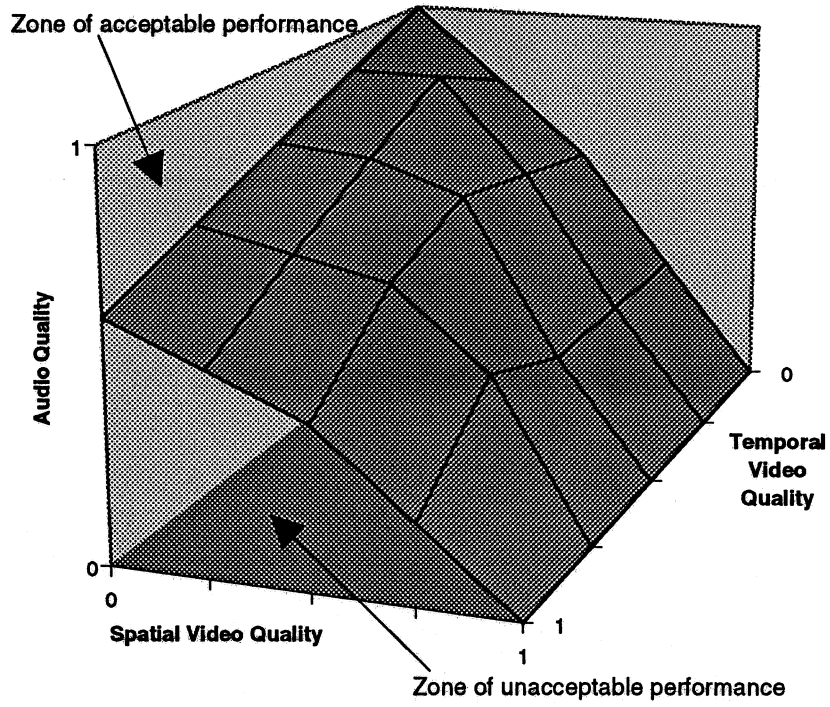 Zone of acceptable performance
1
Audio Quality
0
0
Spatial Video Quality
1
1
0
Temporal
Video
Quality
Zone of unacceptable performance